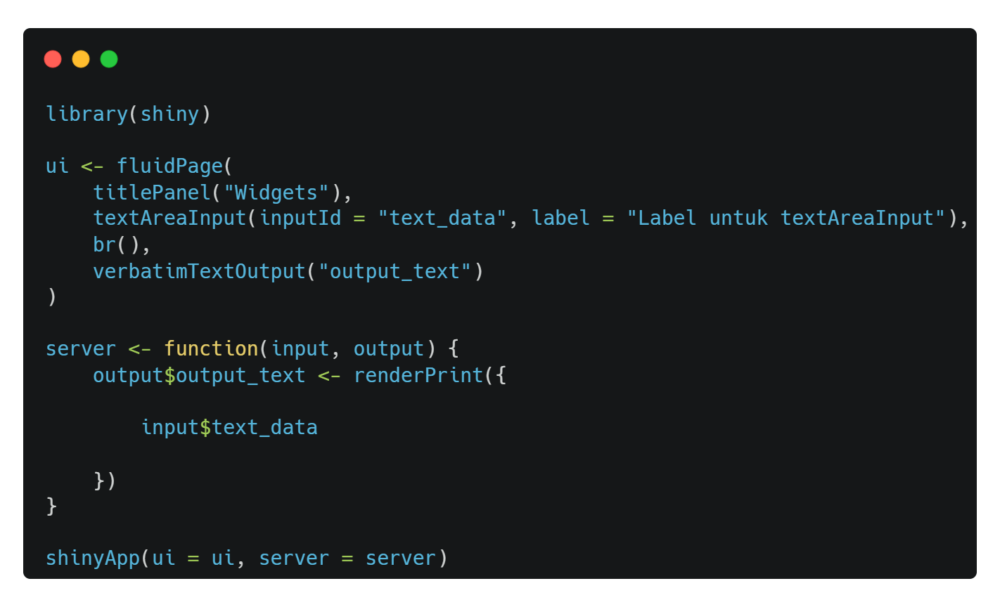 library(shiny)

ui <- fluidPage(
    titlePanel("Widgets"),
    textAreaInput(inputId = "text_data", label = "Label untuk textAreaInput"),
    br(),
    verbatimTextOutput("output_text")
)

server <- function(input, output) {
    output$output_text <- renderPrint({

        input$text_data

    })
}

shinyApp(ui = ui, server = server)